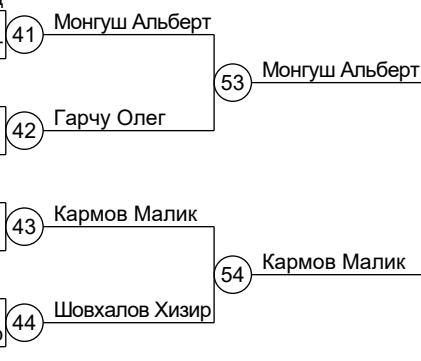 41
Монгуш Альберт
53
Монгуш Альберт
42
Гарчу Олег
43
Кармов Малик
54
Кармов Малик
44
Шовхалов Хизир